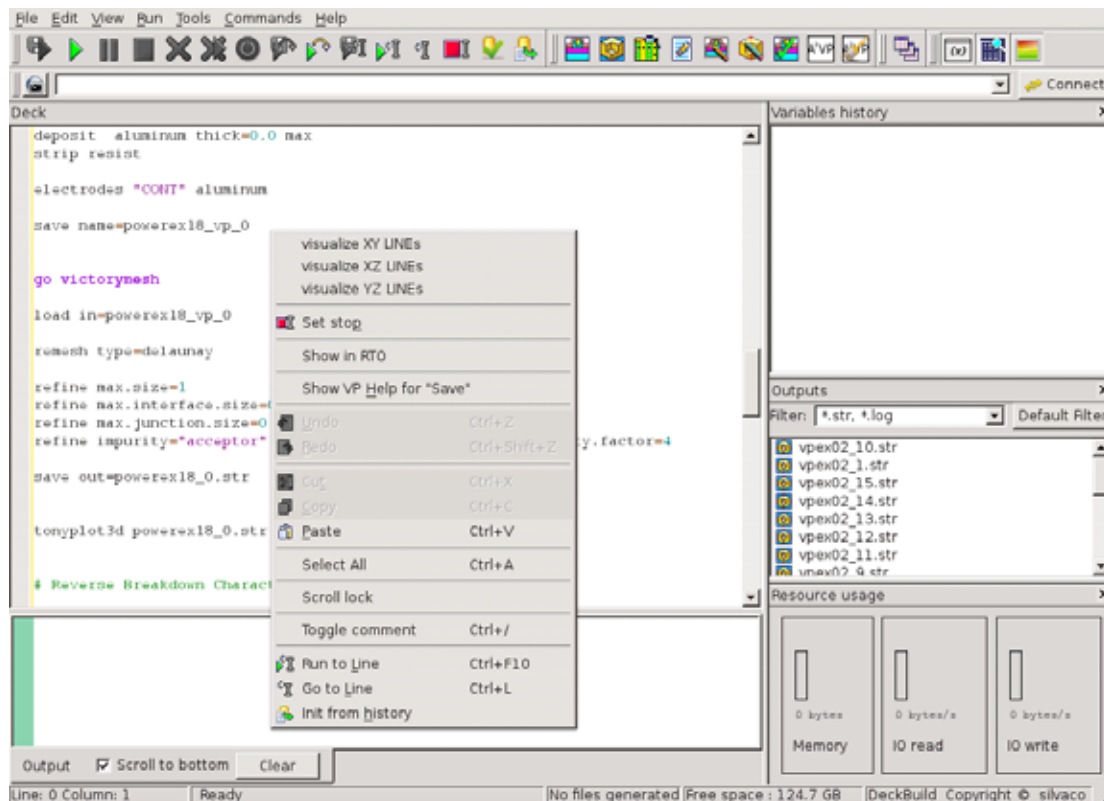 File Edit View Run Tools Commands Help
Connect
Deck
deposit aluminum thick=0.0 max
strip resist
electrodes "CONT" aluminum
save name=powerex18_vp_0
go victorymesh
load in=powerex18_vp_0
remesh type=delaunay
refine max.size=1
refine max.interface.size=
refine max.junction.size=0
refine impurity="acceptor" y.factor=4
save out=powerex18_0.str
tonyplot3d powerex18_0.str
# Reverse Breakdown Charact
visualize XY LINEs
visualize XZ LINEs
visualize YZ LINEs
Set stop
Show in RTO
Show VP Help for "Save"
Undo Ctrl+Z
Redo Ctrl+Shift+Z
Cut Ctrl+X
Copy Ctrl+C
Paste Ctrl+V
Select All Ctrl+A
Scroll lock
Toggle comment Ctrl+/
Run to Line Ctrl+F10
Go to Line Ctrl+L
Init from history
Variables history
Outputs
Filter: *.str, *.log Default Filter
vpex02_10.str
vpex02_1.str
vpex02_15.str
vpex02_14.str
vpex02_13.str
vpex02_12.str
vpex02_11.str
vpex02_9.str
Resource usage
0 bytes 0 bytes/s 0 bytes/s
Memory IO read IO write
Output Scroll to bottom Clear
Line: 0 Column: 1 Ready No files generated Free space : 124.7 GB DeckBuild Copyright © silvaco